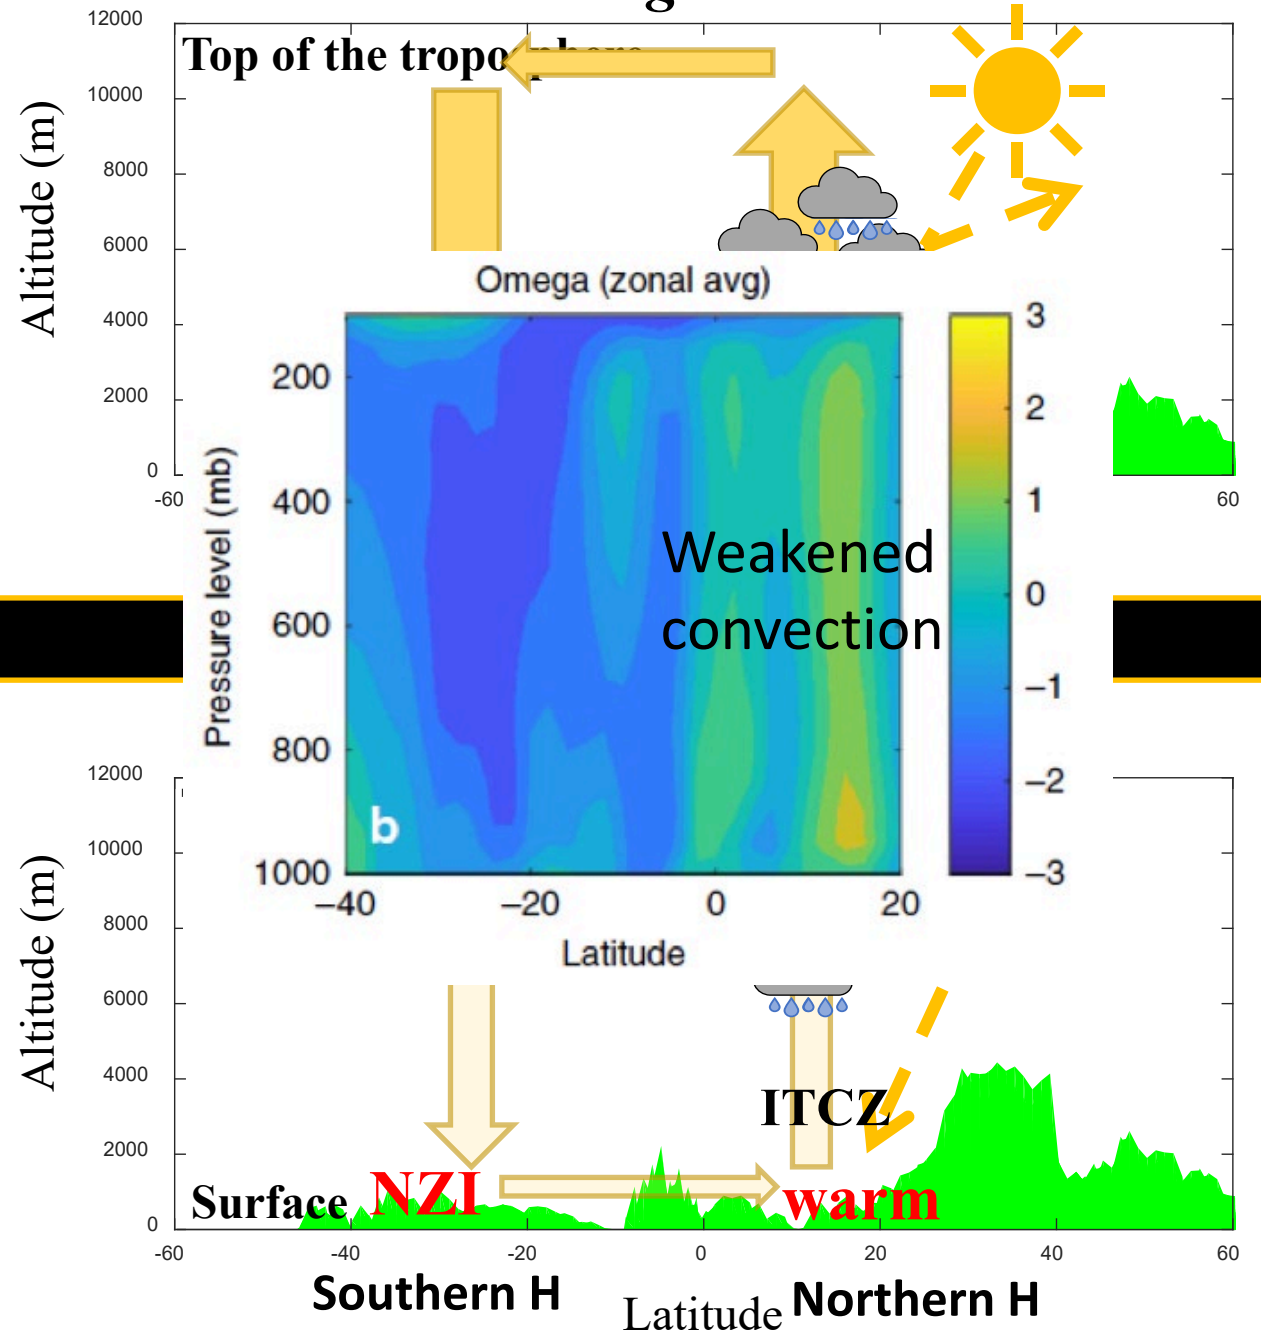 12000
Top of the troposphere
10000
8000
6000
4000
2000
0
-60
60
Altitude (m)
Omega (zonal avg)
200
400
600
800
1000
Pressure level (mb)
−40
−20
0
20
Latitude
3
2
1
0
−1
−2
−3
Weakened
convection
b
12000
10000
8000
6000
4000
2000
0
Altitude (m)
ITCZ
Surface
NZI
warm
-60
-40
-20
0
20
40
60
Southern H
Latitude
Northern H